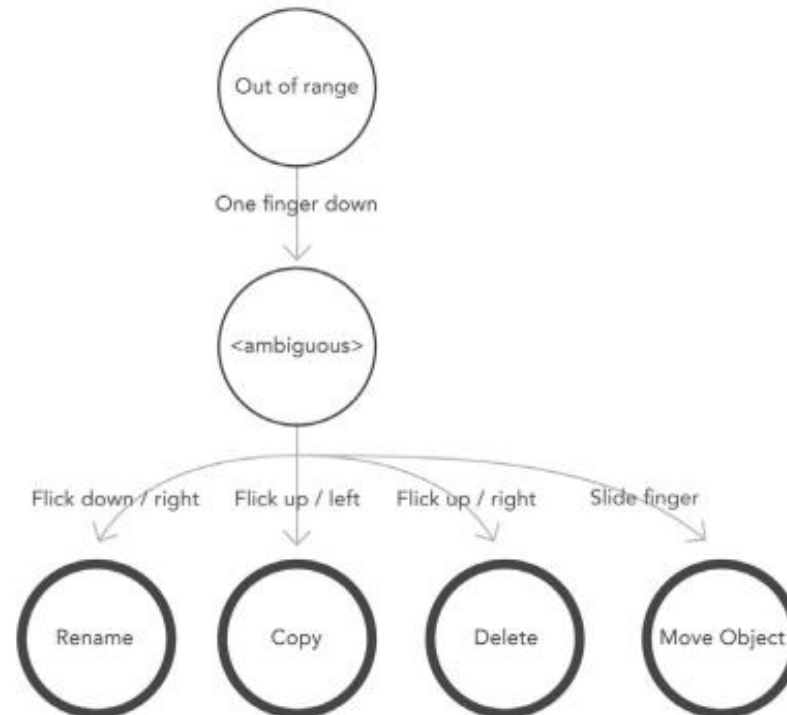 Out of range
One finger down
<ambiguous>
Flick down / right
Flick up / left
Flick up / right
Slide finger
Rename
Copy
Delete
Move Object